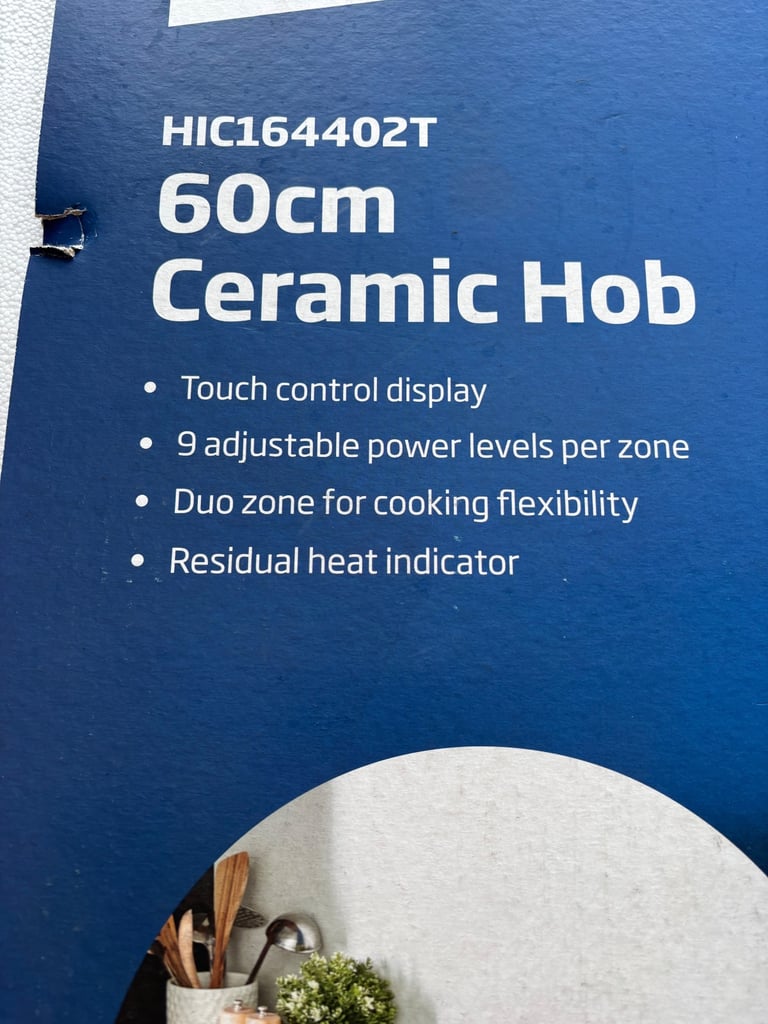 HIC164402T
60cm
Ceramic Hob
• Touch control display
• 9 adjustable power levels per zone
• Duo zone for cooking flexibility
• Residual heat indicator